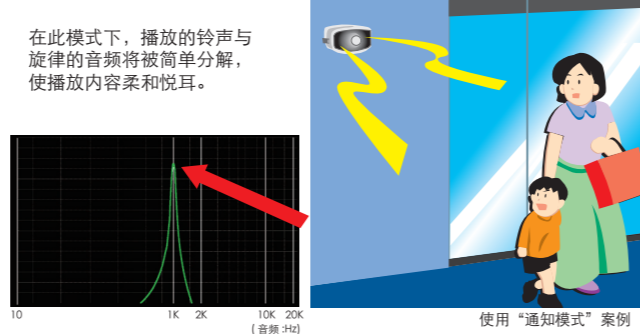 在此模式下，播放的铃声与
旋律的音频将被简单分解，
使播放内容柔和悦耳。
10 1K 2K 10K 20K
(音频:Hz)
使用“通知模式”案例